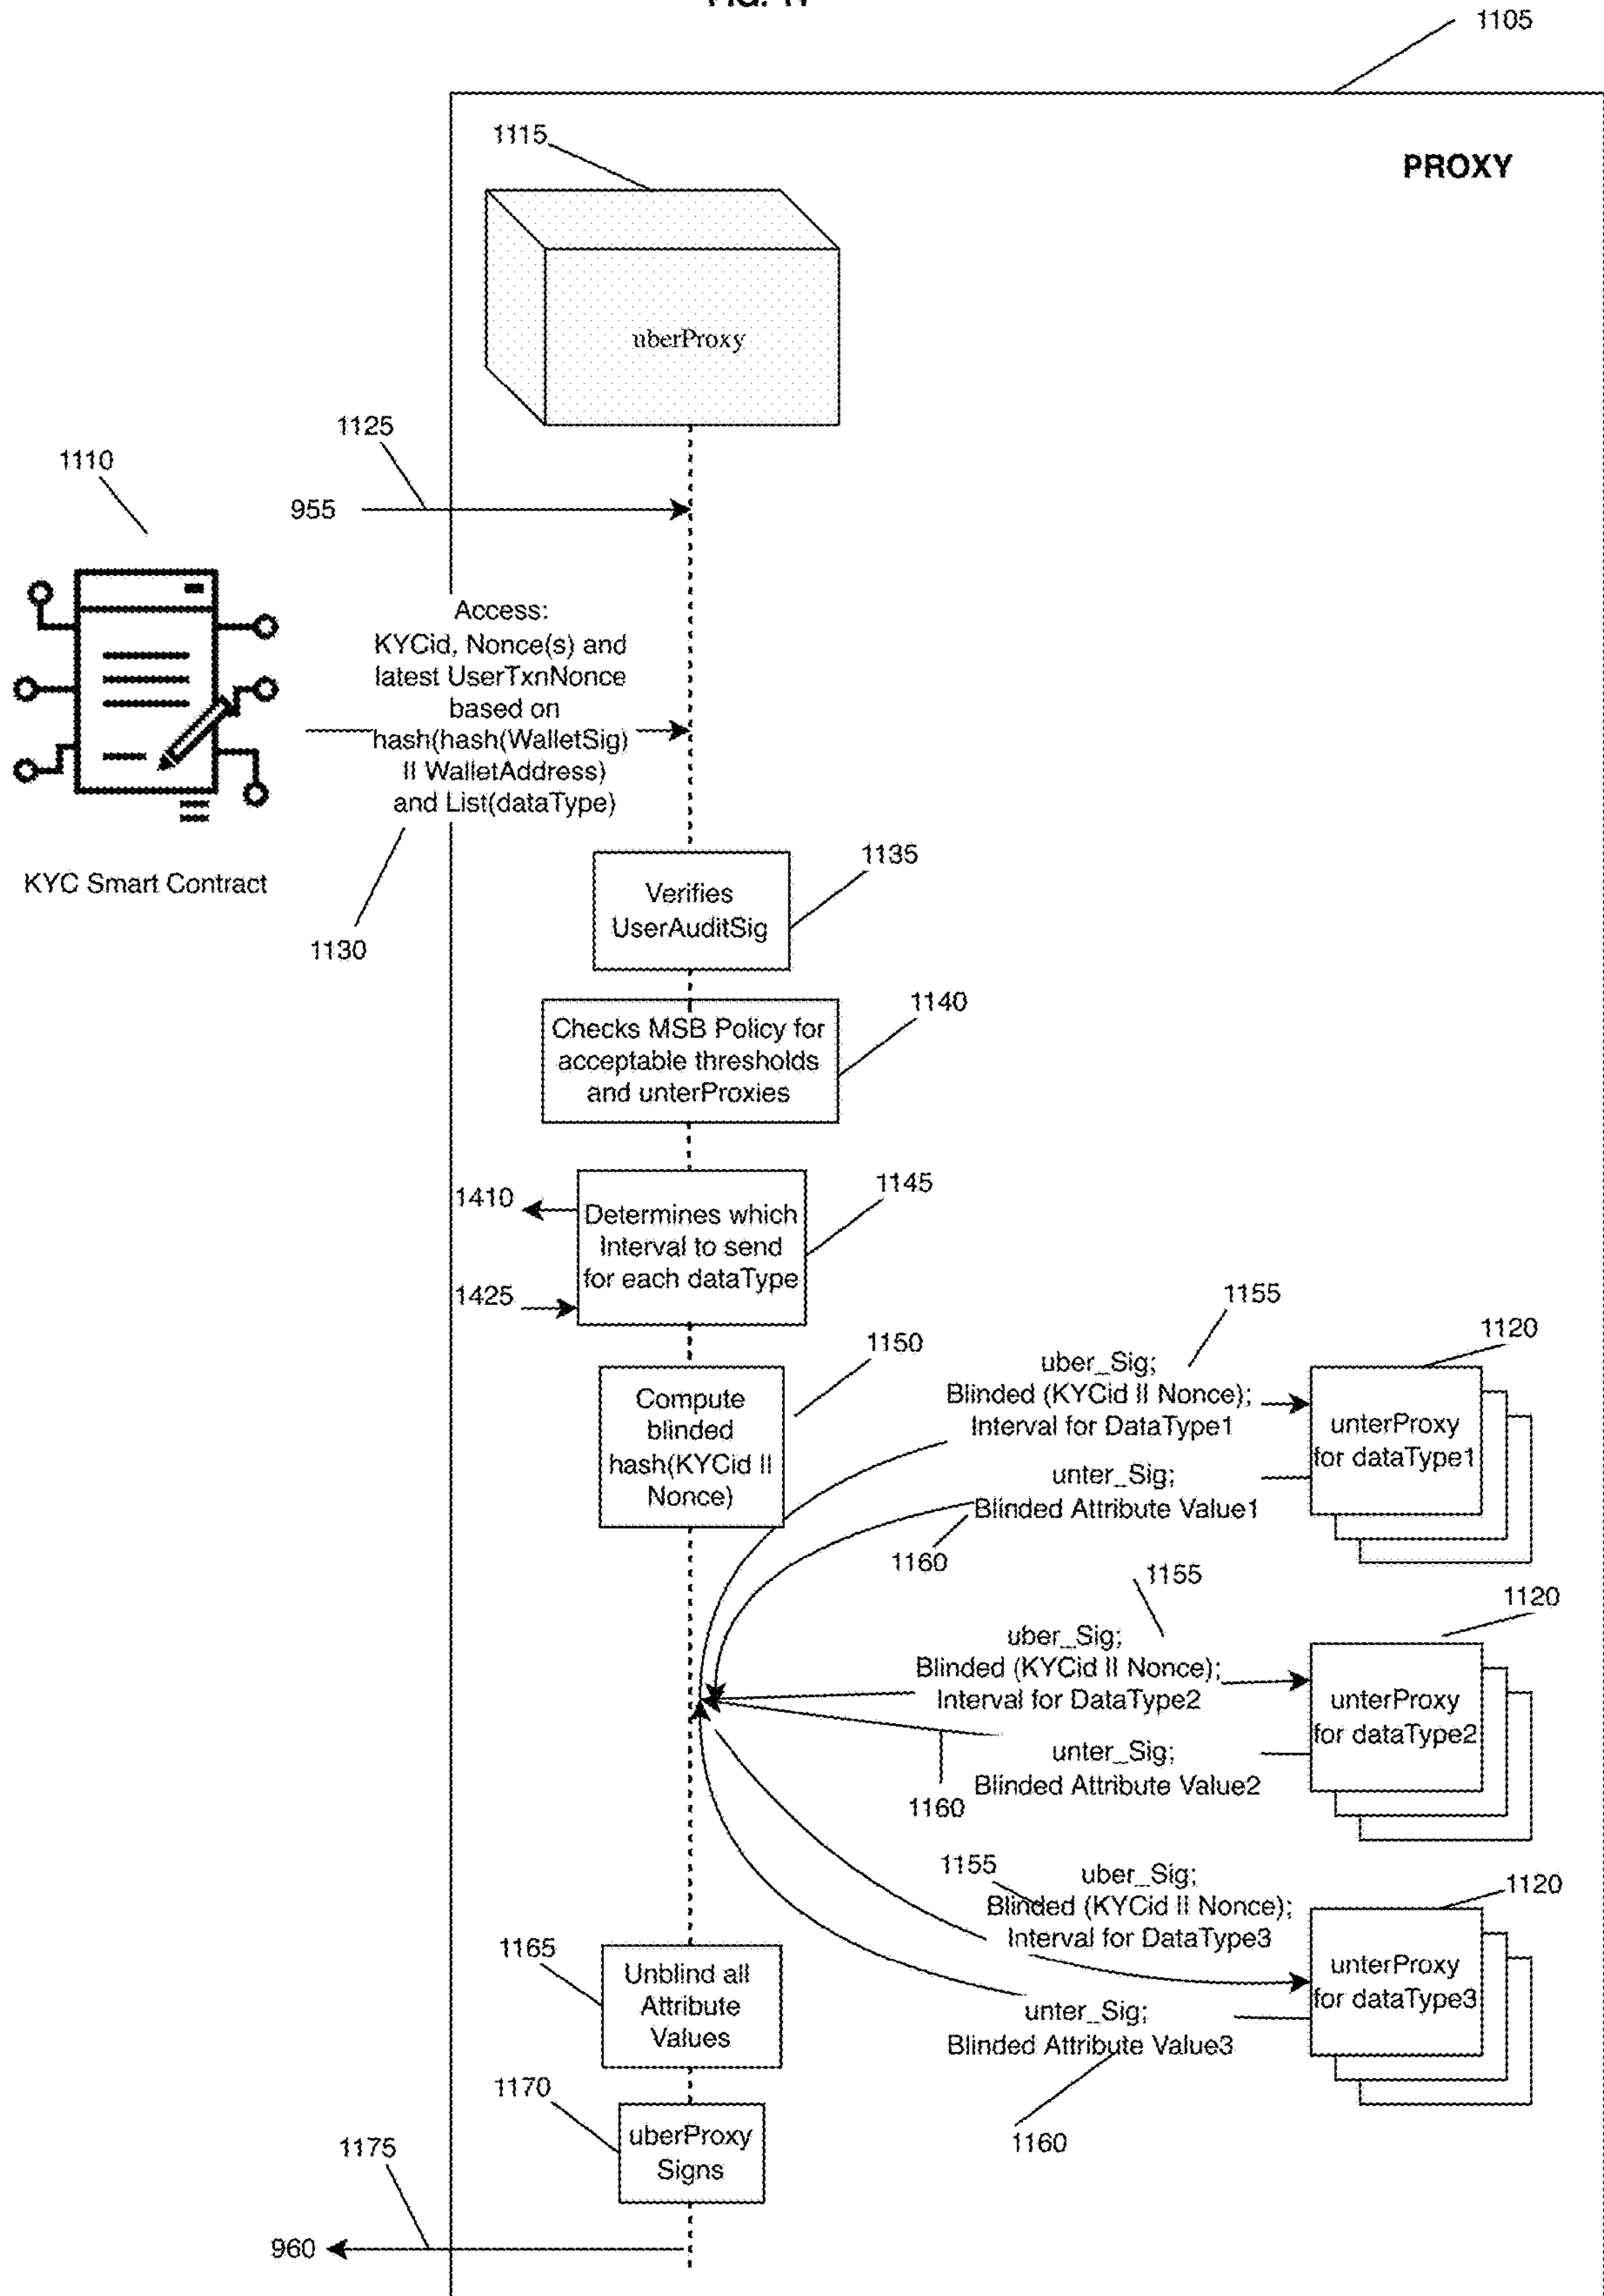 1105
1115
PROXY
uberProxy
1125
1110
955
Access:
KYCid, Nonce(s) and
latest UserTxnNonce
based on
hash(hash(WalletSig)
II WalletAddress)
and List(dataType)
KYC Smart Contract
1130
Verifies
UserAuditSig
1135
Checks MSB Policy for
acceptable thresholds
and unterProxies
1140
1410
1425
Determines which
Interval to send
for each dataType
1145
Compute
blinded
hash(KYCid II
Nonce)
1150
1155
uber_Sig;
Blinded (KYCid II Nonce);
Interval for DataType1
unter_Sig;
Blinded Attribute Value1
1160
1120
unterProxy
for dataType1
1155
uber_Sig;
Blinded (KYCid II Nonce);
Interval for DataType2
unter_Sig;
Blinded Attribute Value2
1160
1120
unterProxy
for dataType2
1155
uber_Sig;
Blinded (KYCid II Nonce);
Interval for DataType3
unter_Sig;
Blinded Attribute Value3
1160
1120
unterProxy
for dataType3
1165
Unblind all
Attribute
Values
1170
uberProxy
Signs
1175
960